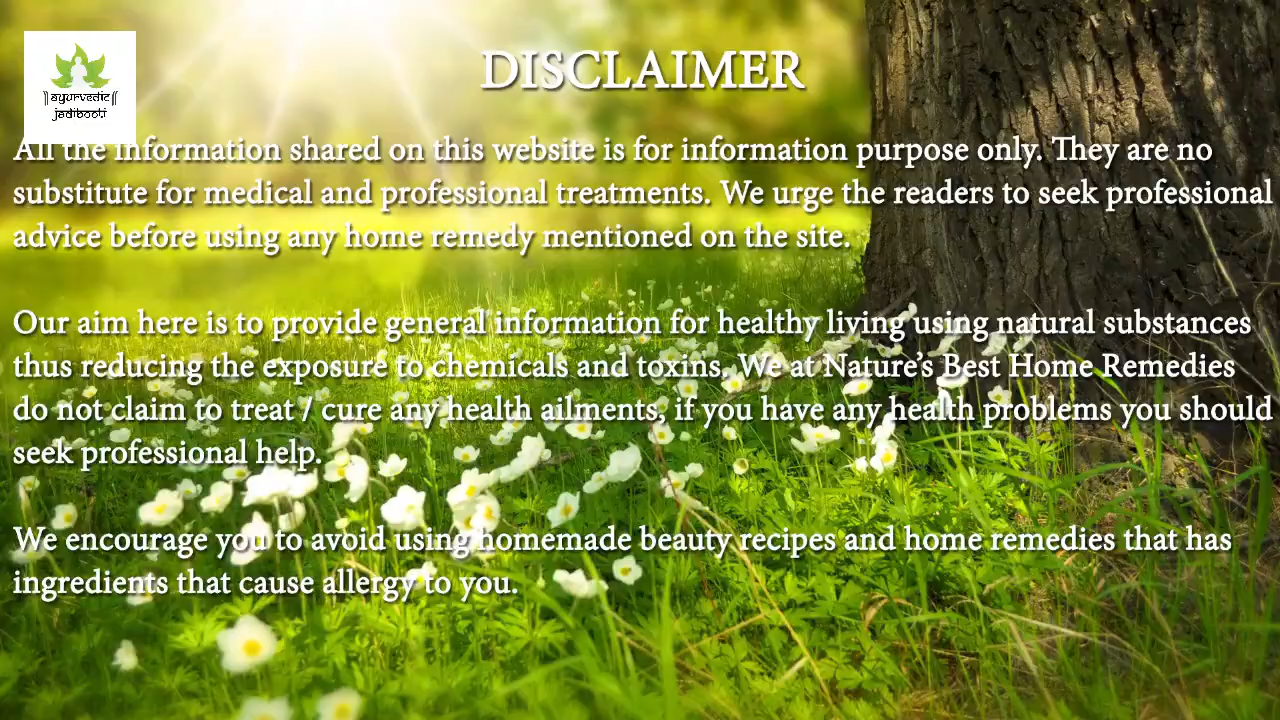 DISCLAIMER
॥ayurvedic॥
jadibooti
All the information shared on this website is for information purpose only. They are no
substitute for medical and professional treatments. We urge the readers to seek professional
advice before using any home remedy mentioned on the site.
Our aim here is to provide general information for healthy living using natural substances
thus reducing the exposure to chemicals and toxins. We at Nature’s Best Home Remedies
do not claim to treat / cure any health ailments, if you have any health problems you should
seek professional help.
We encourage you to avoid using homemade beauty recipes and home remedies that has
ingredients that cause allergy to you.